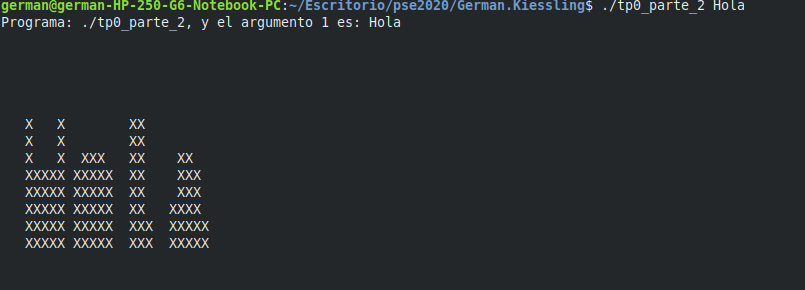 german@german-HP-250-G6-Notebook-PC:~/Escritorio/pse2020/German.Kiessling$ ./tp0_parte_2 Hola
Programa: ./tp0_parte_2, y el argumento 1 es: Hola
   X   X        XX
   X   X        XX
   X   X  XXX   XX    XX
   XXXXX XXXXX  XX    XXX
   XXXXX XXXXX  XX    XXX
   XXXXX XXXXX  XX   XXXX
   XXXXX XXXXX  XXX  XXXXX
   XXXXX XXXXX  XXX  XXXXX